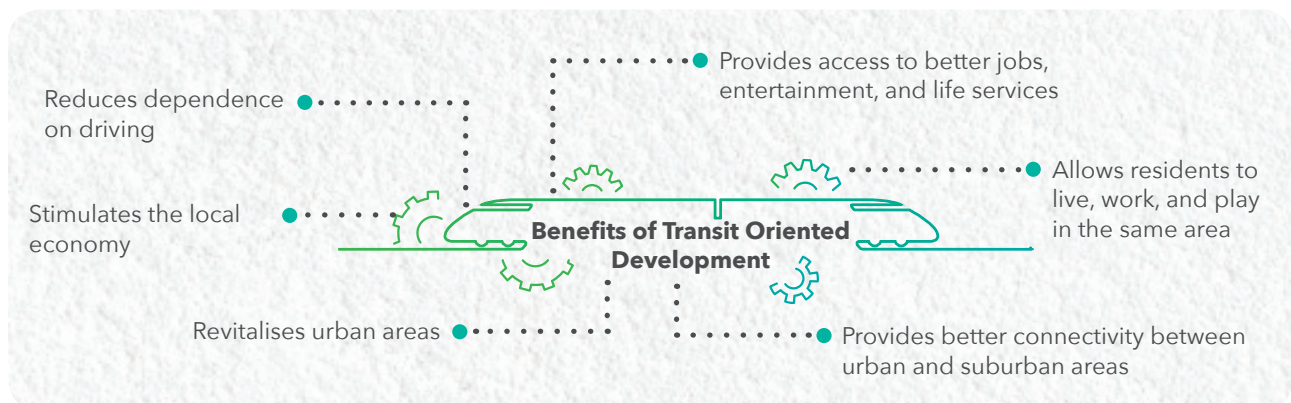 Provides access to better jobs,
entertainment, and life services
Reduces dependence
on driving
Allows residents to
live, work, and play
in the same area
Stimulates the local
economy
Benefits of Transit Oriented
Development
Revitalises urban areas
Provides better connectivity between
urban and suburban areas